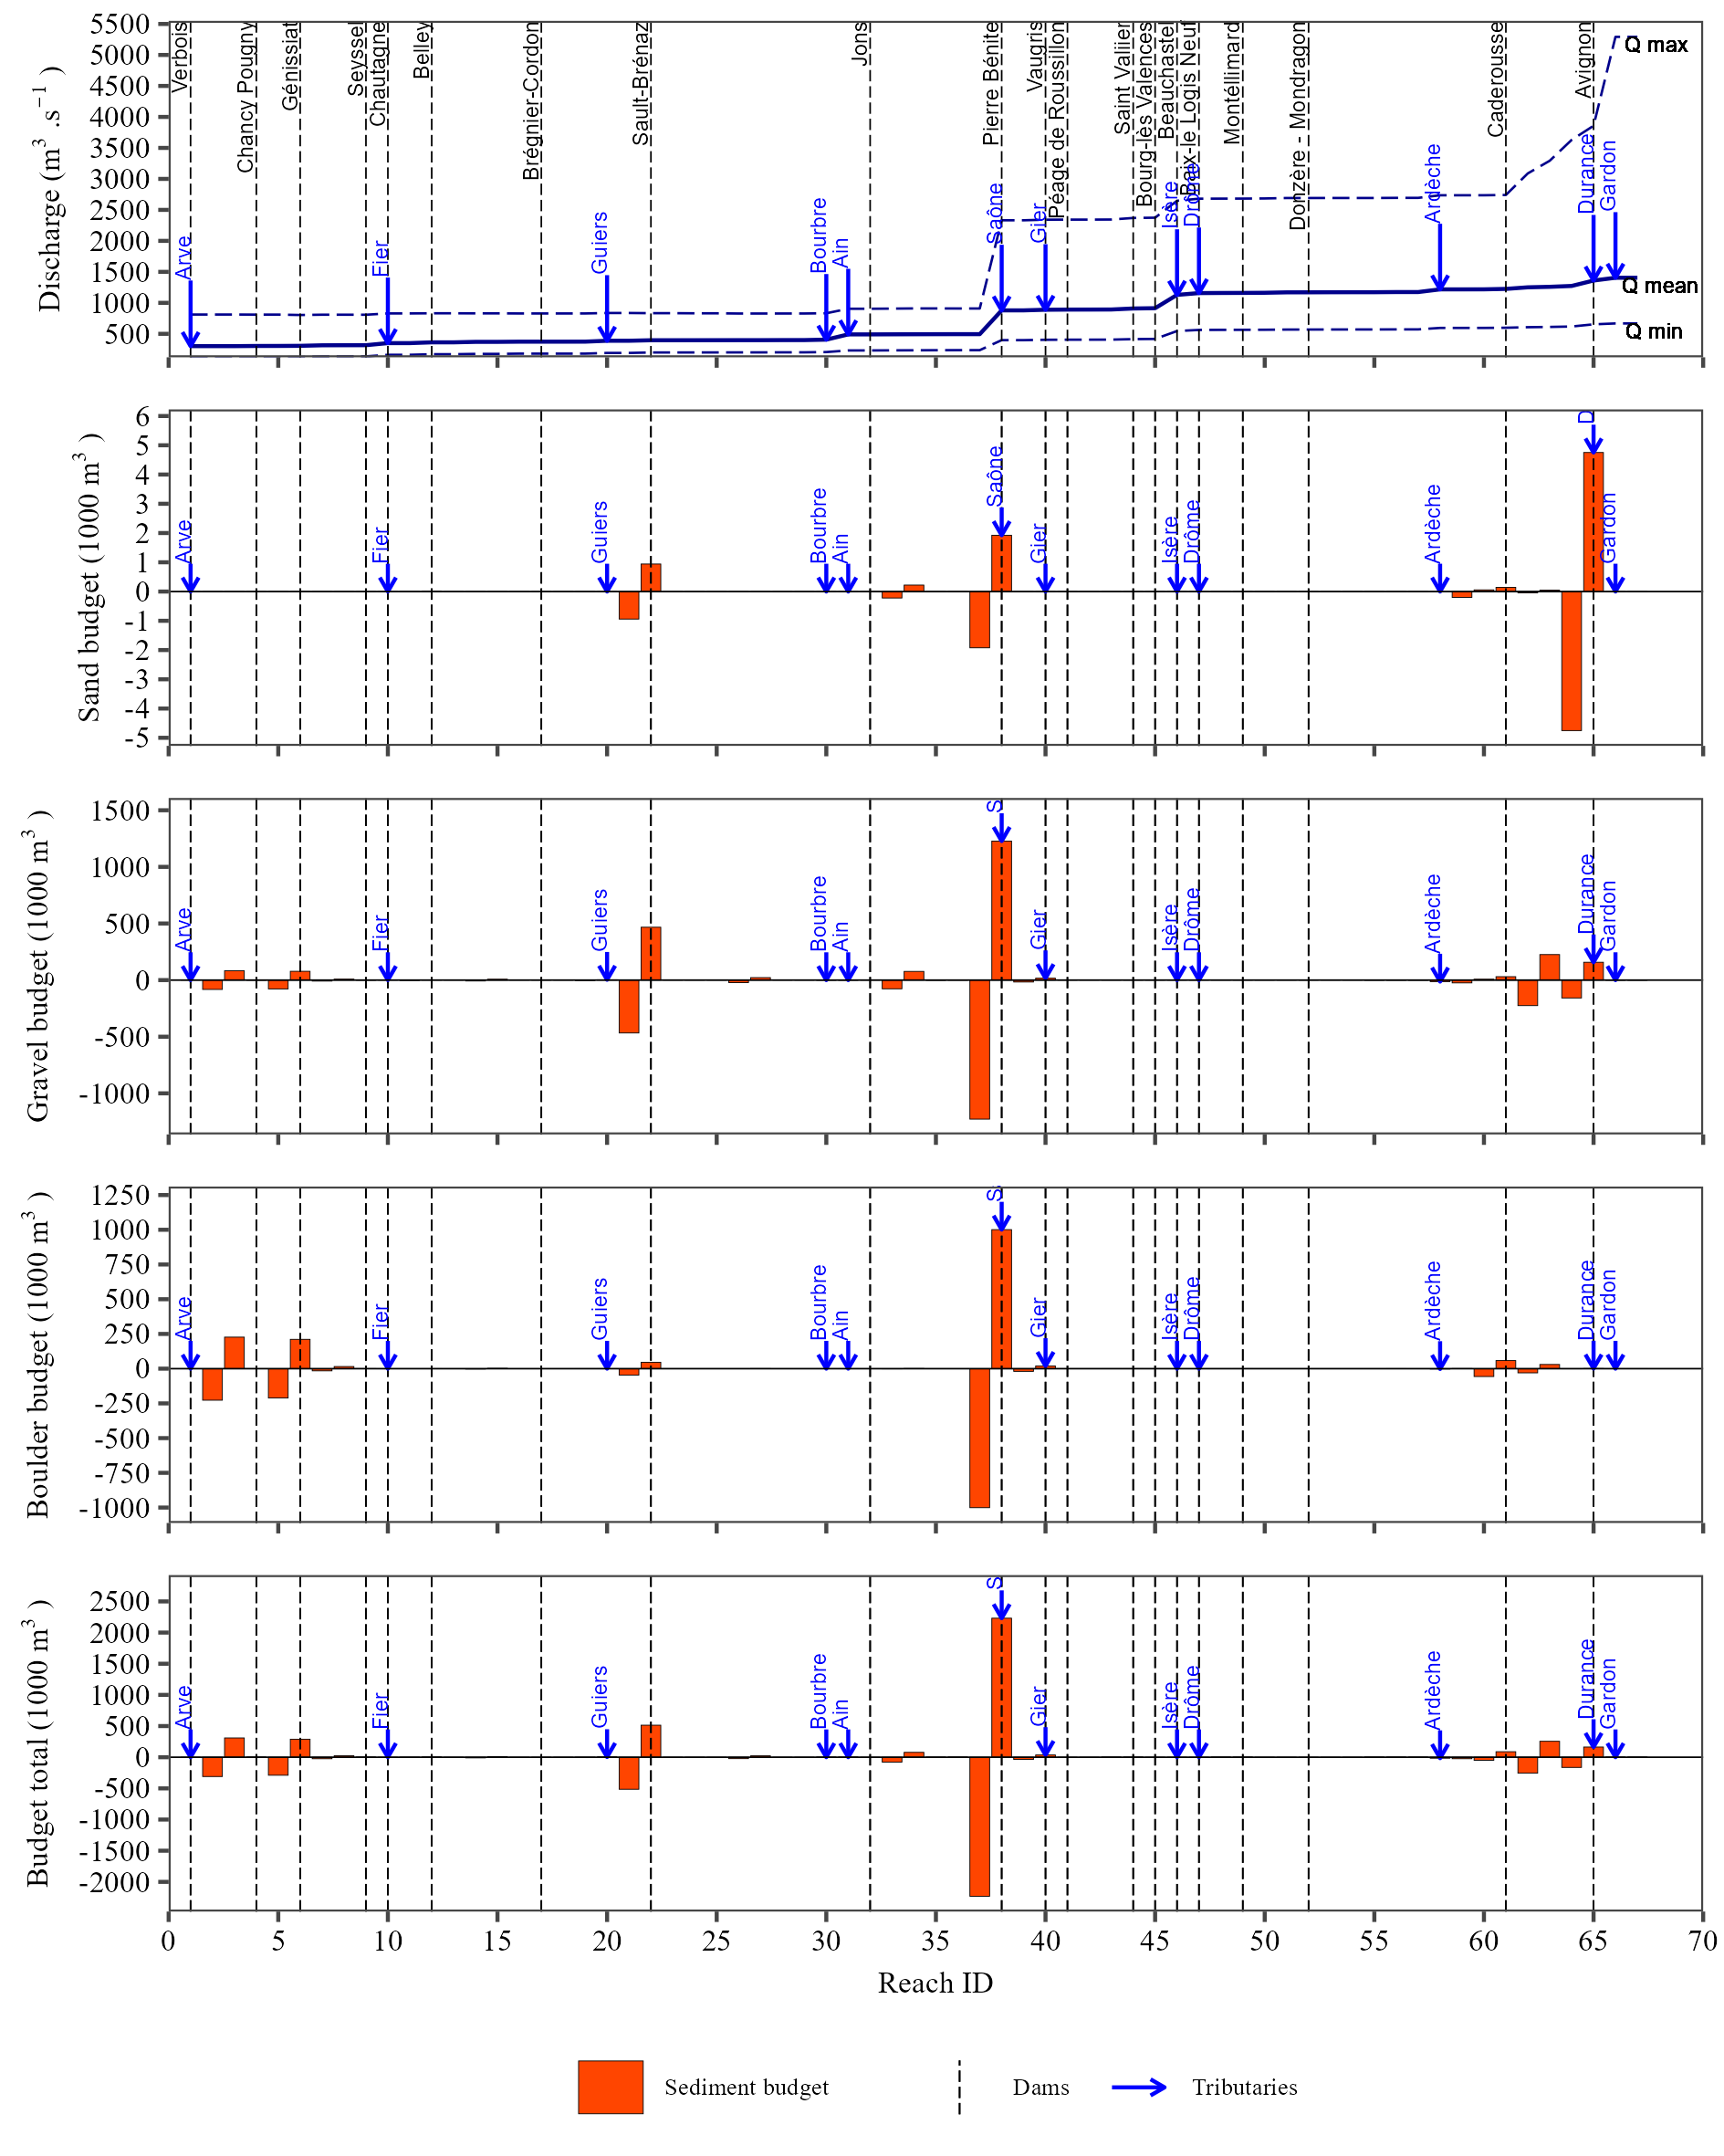 Discharge (m³ .s⁻¹ )
5500
5000
4500
4000
3500
3000
2500
2000
1500
1000
500
Verbois
Chancy Pougny
Génissiat
Seyssel
Chautagne
Belley
Brégnier-Cordon
Sault-Brénaz
Jons
Pierre Bénite
Vaugris
Péage de Roussillon
Saint Vallier
Bourg-lès Valences
Beauchastel
Baix-le Logis Neuf
Montéllimard
Donzère - Mondragon
Caderousse
Avignon
Arve
Fier
Guiers
Bourbre
Ain
Saône
Gier
Isère
Drôme
Ardèche
Durance
Gardon
Q max
Q mean
Q min
Sand budget (1000 m³ )
6
5
4
3
2
1
0
-1
-2
-3
-4
-5
Arve
Fier
Guiers
Bourbre
Ain
Saône
Gier
Isère
Drôme
Ardèche
D
Gardon
Gravel budget (1000 m³ )
1500
1000
500
0
-500
-1000
Arve
Fier
Guiers
Bourbre
Ain
S
Gier
Isère
Drôme
Ardèche
Durance
Gardon
Boulder budget (1000 m³ )
1250
1000
750
500
250
0
-250
-500
-750
-1000
Arve
Fier
Guiers
Bourbre
Ain
S
Gier
Isère
Drôme
Ardèche
Durance
Gardon
Budget total (1000 m³ )
2500
2000
1500
1000
500
0
-500
-1000
-1500
-2000
Arve
Fier
Guiers
Bourbre
Ain
S
Gier
Isère
Drôme
Ardèche
Durance
Gardon
0 5 10 15 20 25 30 35 40 45 50 55 60 65 70
Reach ID
Sediment budget Dams Tributaries